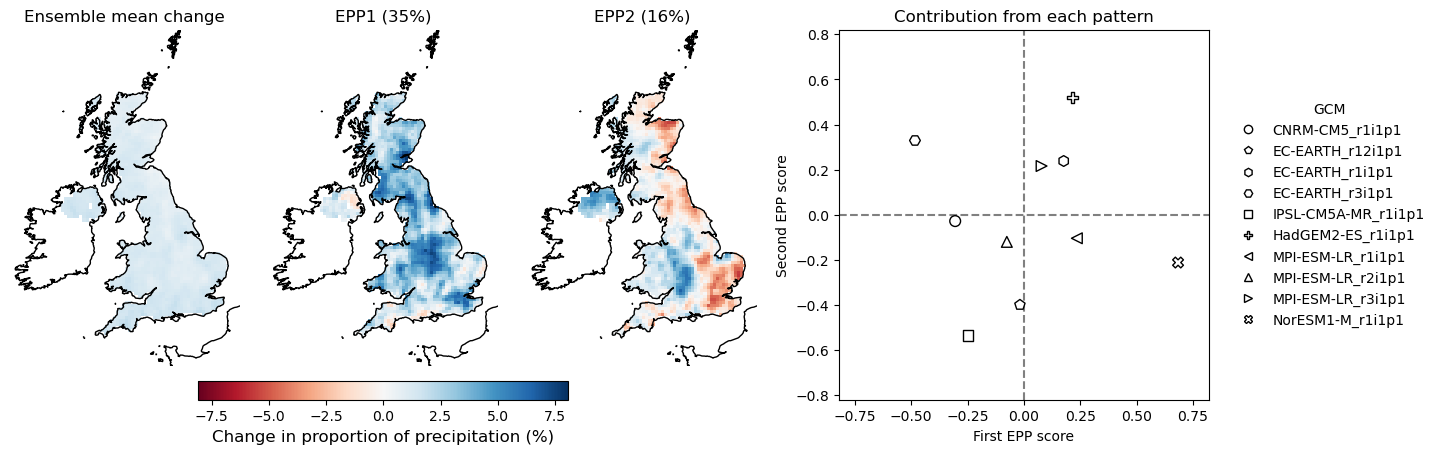 Ensemble mean change
EPP1 (35%)
EPP2 (16%)
−7.5 −5.0 −2.5 0.0 2.5 5.0 7.5
Change in proportion of precipitation (%)
Contribution from each pattern
Second EPP score
0.8
0.6
0.4
0.2
0.0
−0.2
−0.4
−0.6
−0.8
−0.75 −0.50 −0.25 0.00 0.25 0.50 0.75
First EPP score
GCM
CNRM-CM5_r1i1p1
EC-EARTH_r12i1p1
EC-EARTH_r1i1p1
EC-EARTH_r3i1p1
IPSL-CM5A-MR_r1i1p1
HadGEM2-ES_r1i1p1
MPI-ESM-LR_r1i1p1
MPI-ESM-LR_r2i1p1
MPI-ESM-LR_r3i1p1
NorESM1-M_r1i1p1